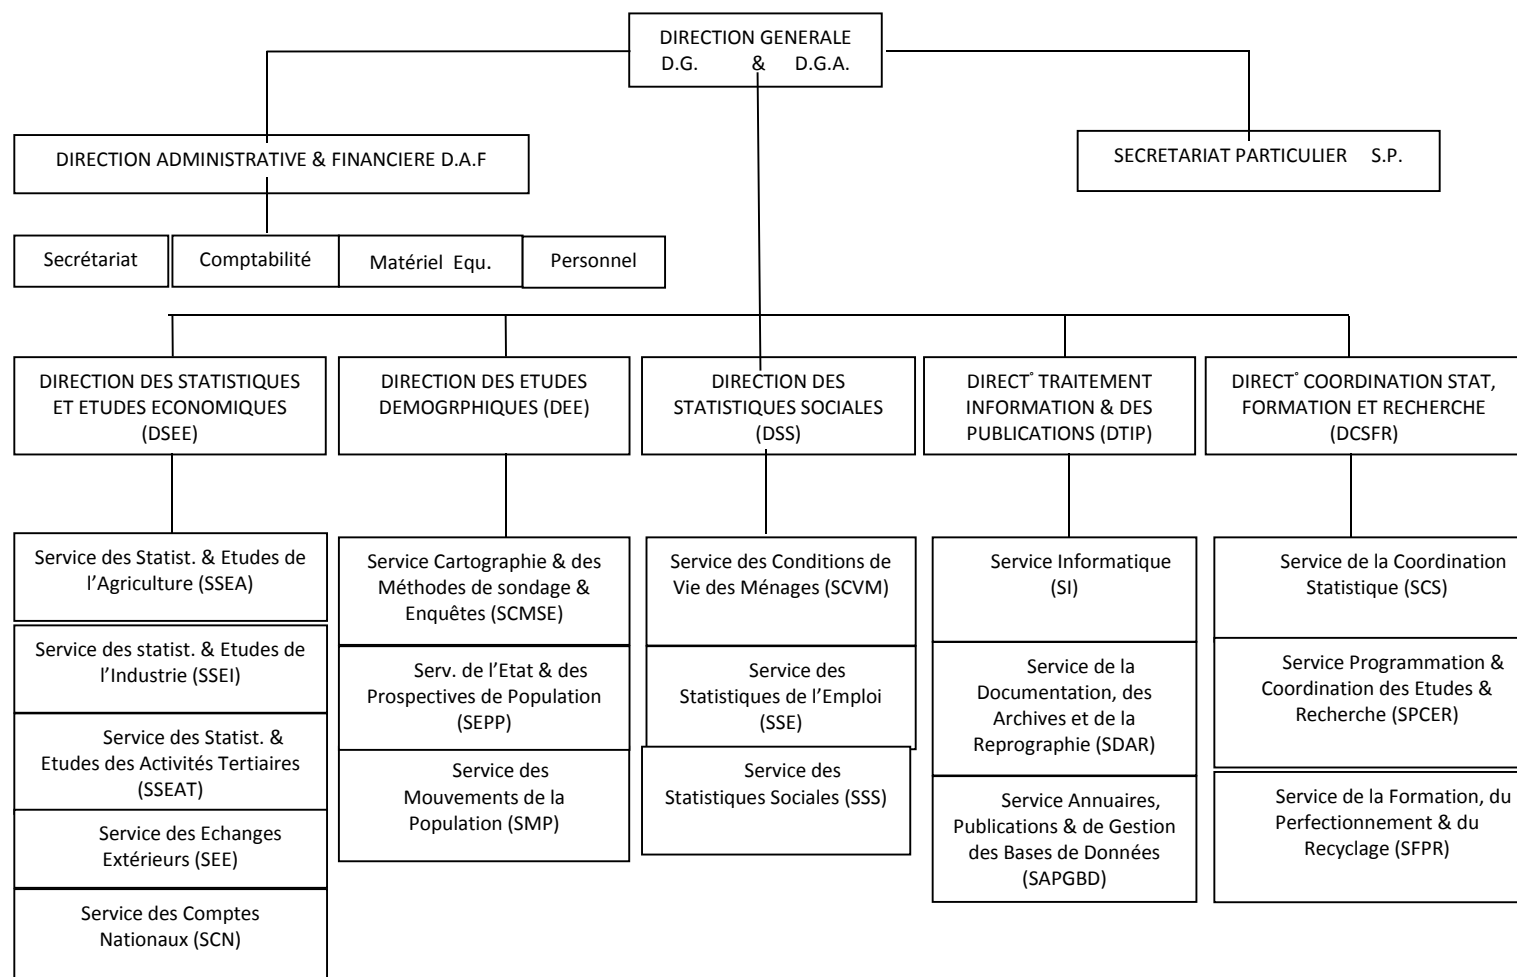 DIRECTION GENERALE
D.G. & D.G.A.
DIRECTION ADMINISTRATIVE & FINANCIERE D.A.F
SECRETARIAT PARTICULIER S.P.
Secrétariat
Comptabilité
Matériel Equ.
Personnel
DIRECTION DES STATISTIQUES
ET ETUDES ECONOMIQUES
(DSEE)
DIRECTION DES ETUDES
DEMOGRPHIQUES (DEE)
DIRECTION DES
STATISTIQUES SOCIALES
(DSS)
DIRECT° TRAITEMENT
INFORMATION & DES
PUBLICATIONS (DTIP)
DIRECT° COORDINATION STAT,
FORMATION ET RECHERCHE
(DCSFR)
Service des Statist. & Etudes de
l’Agriculture (SSEA)
Service des statist. & Etudes de
l’Industrie (SSEI)
Service des Statist. &
Etudes des Activités Tertiaires
(SSEAT)
Service des Echanges
Extérieurs (SEE)
Service des Comptes
Nationaux (SCN)
Service Cartographie & des
Méthodes de sondage &
Enquêtes (SCMSE)
Serv. de l’Etat & des
Prospectives de Population
(SEPP)
Service des
Mouvements de la
Population (SMP)
Service des Conditions de
Vie des Ménages (SCVM)
Service des
Statistiques de l’Emploi
(SSE)
Service des
Statistiques Sociales (SSS)
Service Informatique
(SI)
Service de la
Documentation, des
Archives et de la
Reprographie (SDAR)
Service Annuaires,
Publications & de Gestion
des Bases de Données
(SAPGBD)
Service de la Coordination
Statistique (SCS)
Service Programmation &
Coordination des Etudes &
Recherche (SPCER)
Service de la Formation, du
Perfectionnement & du
Recyclage (SFPR)